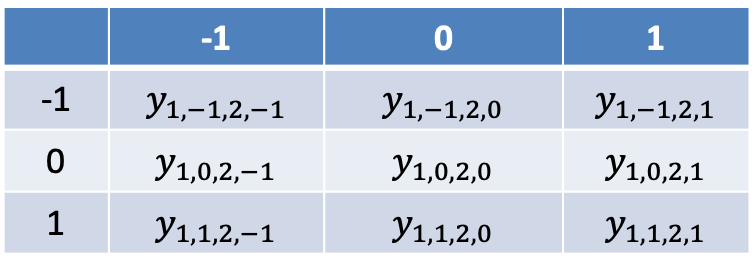 -1 0 1
-1 y₁,₋₁,₂,₋₁ y₁,₋₁,₂,₀ y₁,₋₁,₂,₁
0 y₁,₀,₂,₋₁ y₁,₀,₂,₀ y₁,₀,₂,₁
1 y₁,₁,₂,₋₁ y₁,₁,₂,₀ y₁,₁,₂,₁